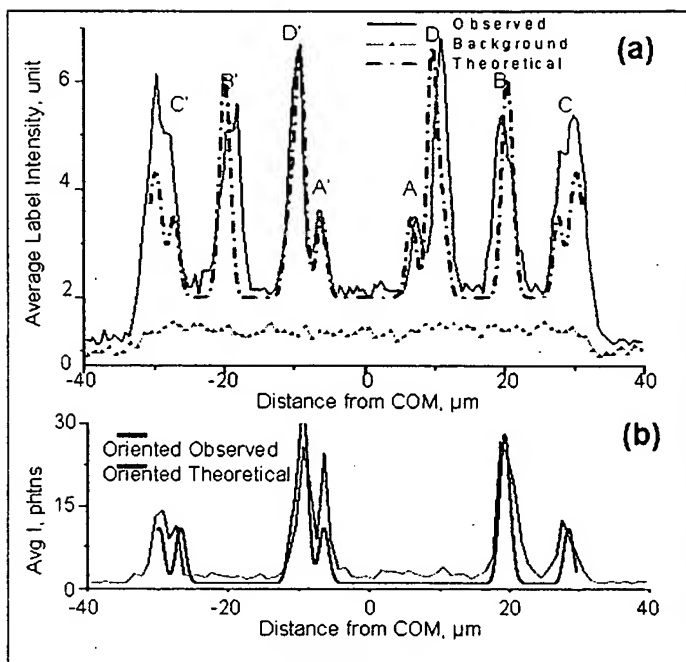 Observed
Background
Theoretical
(a)
D'
D
B'
B
C'
C
A'
A
6
4
2
0
Average Label Intensity, unit
-40 -20 0 20 40
Distance from COM, µm
(b)
30
15
0
Oriented Observed
Oriented Theoretical
Avg I, phtns
-40 -20 0 20 40
Distance from COM, µm